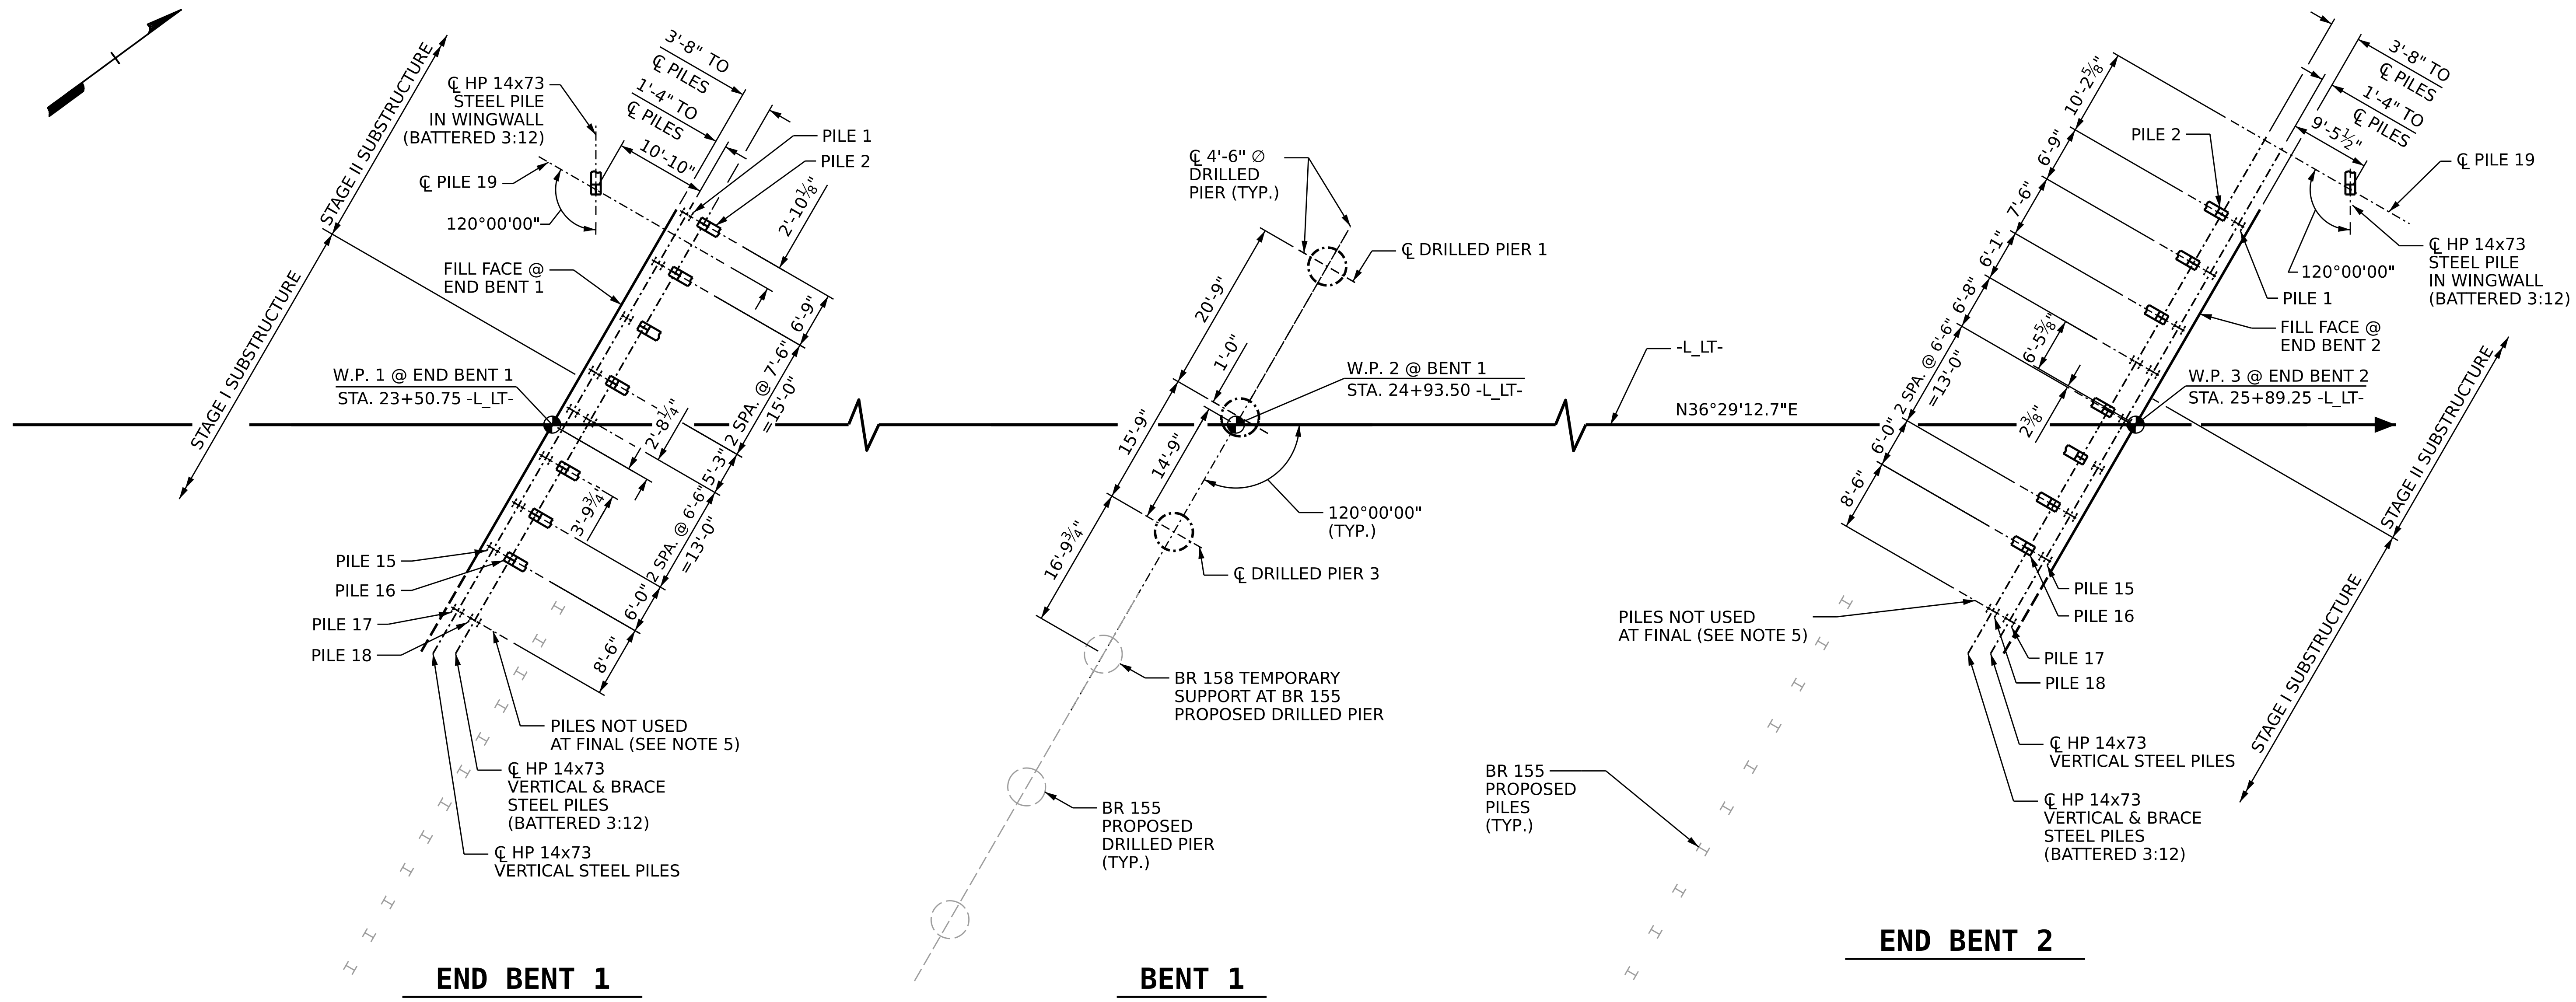 STAGE II SUBSTRUCTURE
STAGE I SUBSTRUCTURE
℄ HP 14x73
STEEL PILE
IN WINGWALL
(BATTERED 3:12)
℄ PILE 19
120°00'00"
FILL FACE @
END BENT 1
W.P. 1 @ END BENT 1
STA. 23+50.75 -L_LT-
3'-8" TO
℄ PILES
1'-4" TO
℄ PILES
10'-10"
PILE 1
PILE 2
2'-10⅛"
6'-9"
2 SPA. @ 7'-6"
=15'-0"
2'-8¼"
5'-3"
3'-9¾"
2 SPA. @ 6'-6"
=13'-0"
6'-0"
8'-6"
PILE 15
PILE 16
PILE 17
PILE 18
PILES NOT USED
AT FINAL (SEE NOTE 5)
℄ HP 14x73
VERTICAL & BRACE
STEEL PILES
(BATTERED 3:12)
℄ HP 14x73
VERTICAL STEEL PILES
END BENT 1
℄ 4'-6" ∅
DRILLED
PIER (TYP.)
℄ DRILLED PIER 1
20'-9"
1'-0"
W.P. 2 @ BENT 1
STA. 24+93.50 -L_LT-
15'-9"
14'-9"
120°00'00"
(TYP.)
16'-9¾"
℄ DRILLED PIER 3
BR 158 TEMPORARY
SUPPORT AT BR 155
PROPOSED DRILLED PIER
BR 155
PROPOSED
DRILLED PIER
(TYP.)
BENT 1
-L_LT-
N36°29'12.7"E
10'-2⅝"
6'-9"
7'-6"
6'-1"
6'-8"
2 SPA. @ 6'-6"
=13'-0"
6'-0"
8'-6"
6'-5⅝"
2⅜"
PILE 2
3'-8" TO
℄ PILES
1'-4" TO
℄ PILES
9'-5½"
℄ PILE 19
℄ HP 14x73
STEEL PILE
IN WINGWALL
(BATTERED 3:12)
120°00'00"
PILE 1
FILL FACE @
END BENT 2
W.P. 3 @ END BENT 2
STA. 25+89.25 -L_LT-
STAGE II SUBSTRUCTURE
STAGE I SUBSTRUCTURE
PILES NOT USED
AT FINAL (SEE NOTE 5)
PILE 15
PILE 16
PILE 17
PILE 18
℄ HP 14x73
VERTICAL STEEL PILES
℄ HP 14x73
VERTICAL & BRACE
STEEL PILES
(BATTERED 3:12)
BR 155
PROPOSED
PILES
(TYP.)
END BENT 2